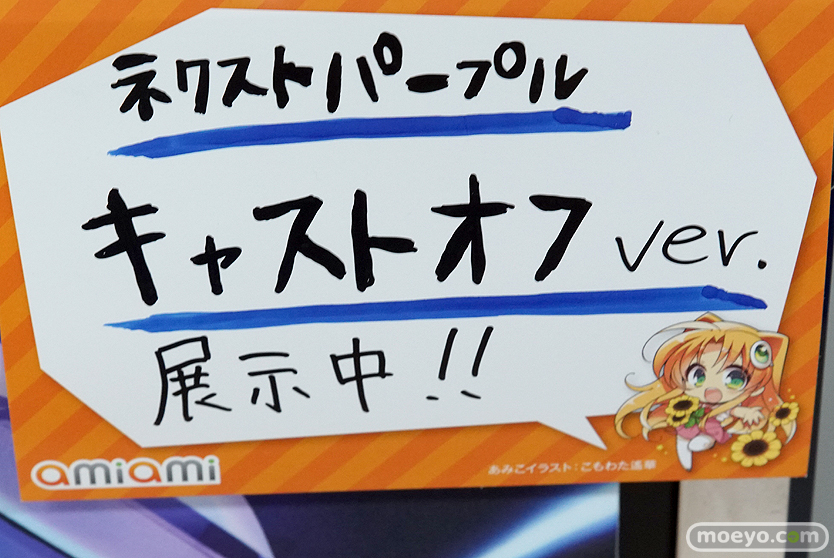 ネクストパープル
キャストオフ ver.
展示中!!
amiami
あみこイラスト:こもわた遙華
moeyo.com